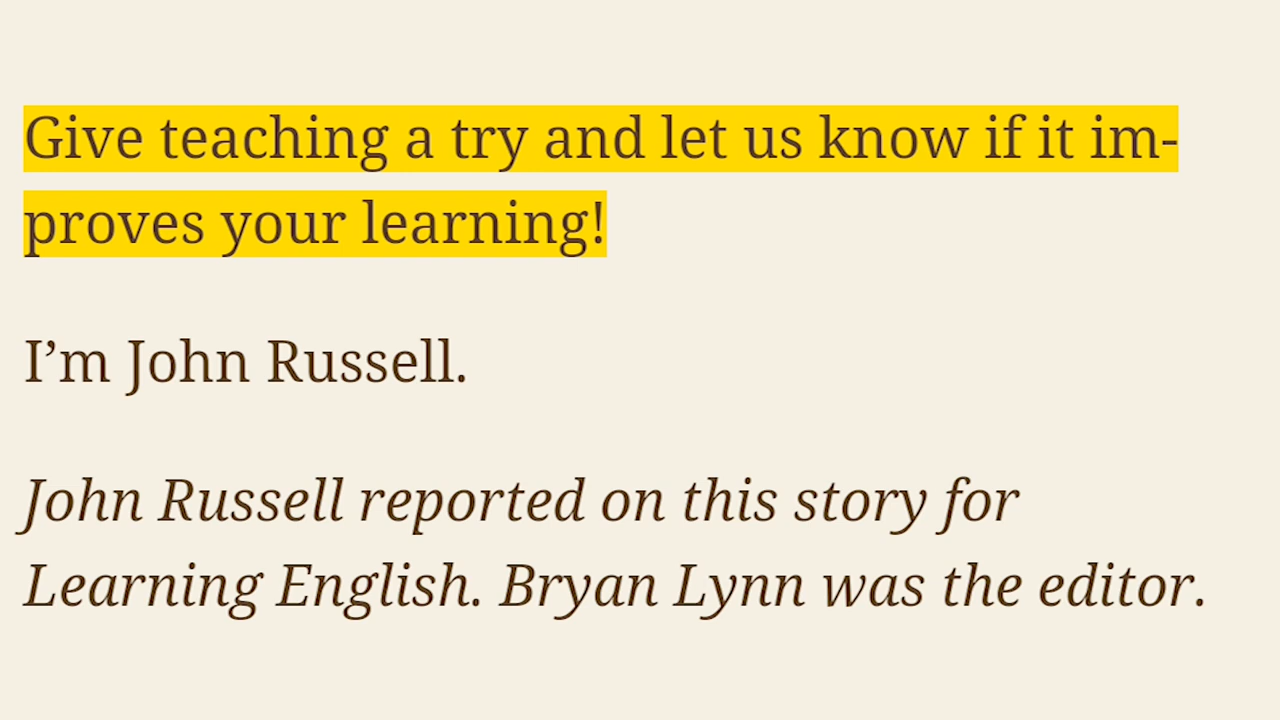 Give teaching a try and let us know if it im-
proves your learning!
I’m John Russell.
John Russell reported on this story for
Learning English. Bryan Lynn was the editor.